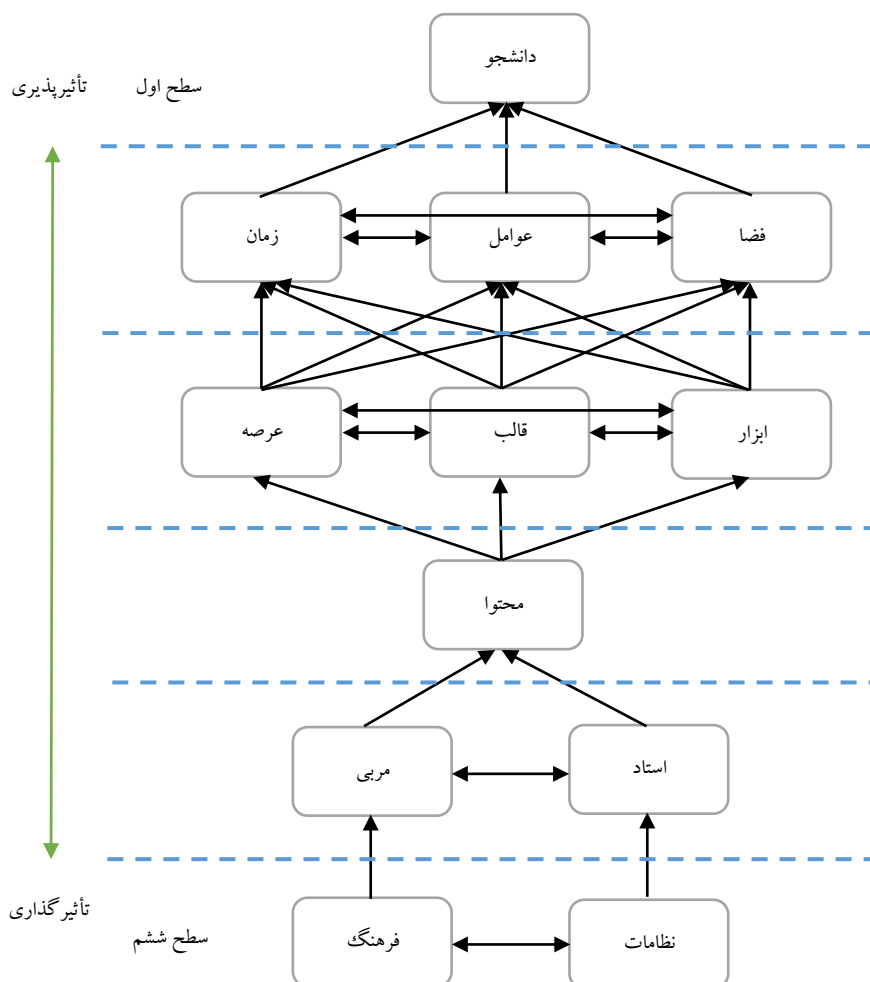 دانشجو
سطح اول
تأثیرپذیری
فضا
عوامل
زمان
ابزار
قالب
عرصه
محتوا
استاد
مربی
تأثیرگذاری
نظامات
فرهنگ
سطح ششم